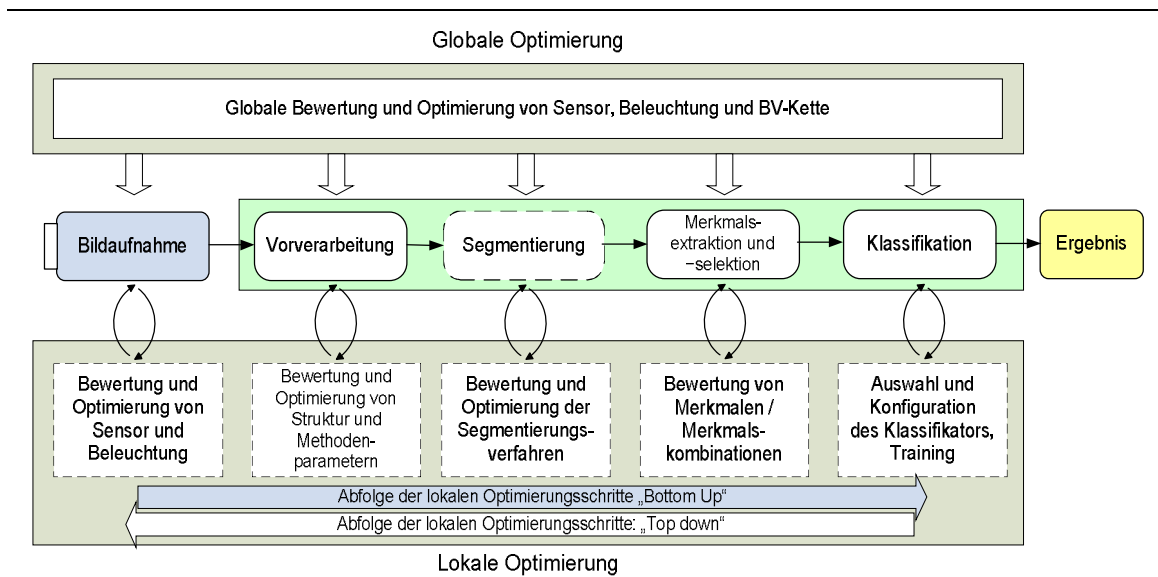 Globale Optimierung
Globale Bewertung und Optimierung von Sensor, Beleuchtung und BV-Kette
Bildaufnahme
Vorverarbeitung
Segmentierung
Merkmals-
extraktion und
−selektion
Klassifikation
Ergebnis
Bewertung und
Optimierung von
Sensor und
Beleuchtung
Bewertung und
Optimierung von
Struktur und
Methoden-
parametern
Bewertung und
Optimierung der
Segmentierungs-
verfahren
Bewertung von
Merkmalen /
Merkmals-
kombinationen
Auswahl und
Konfiguration
des Klassifikators,
Training
Abfolge der lokalen Optimierungsschritte „Bottom Up“
Abfolge der lokalen Optimierungsschritte: „Top down“
Lokale Optimierung